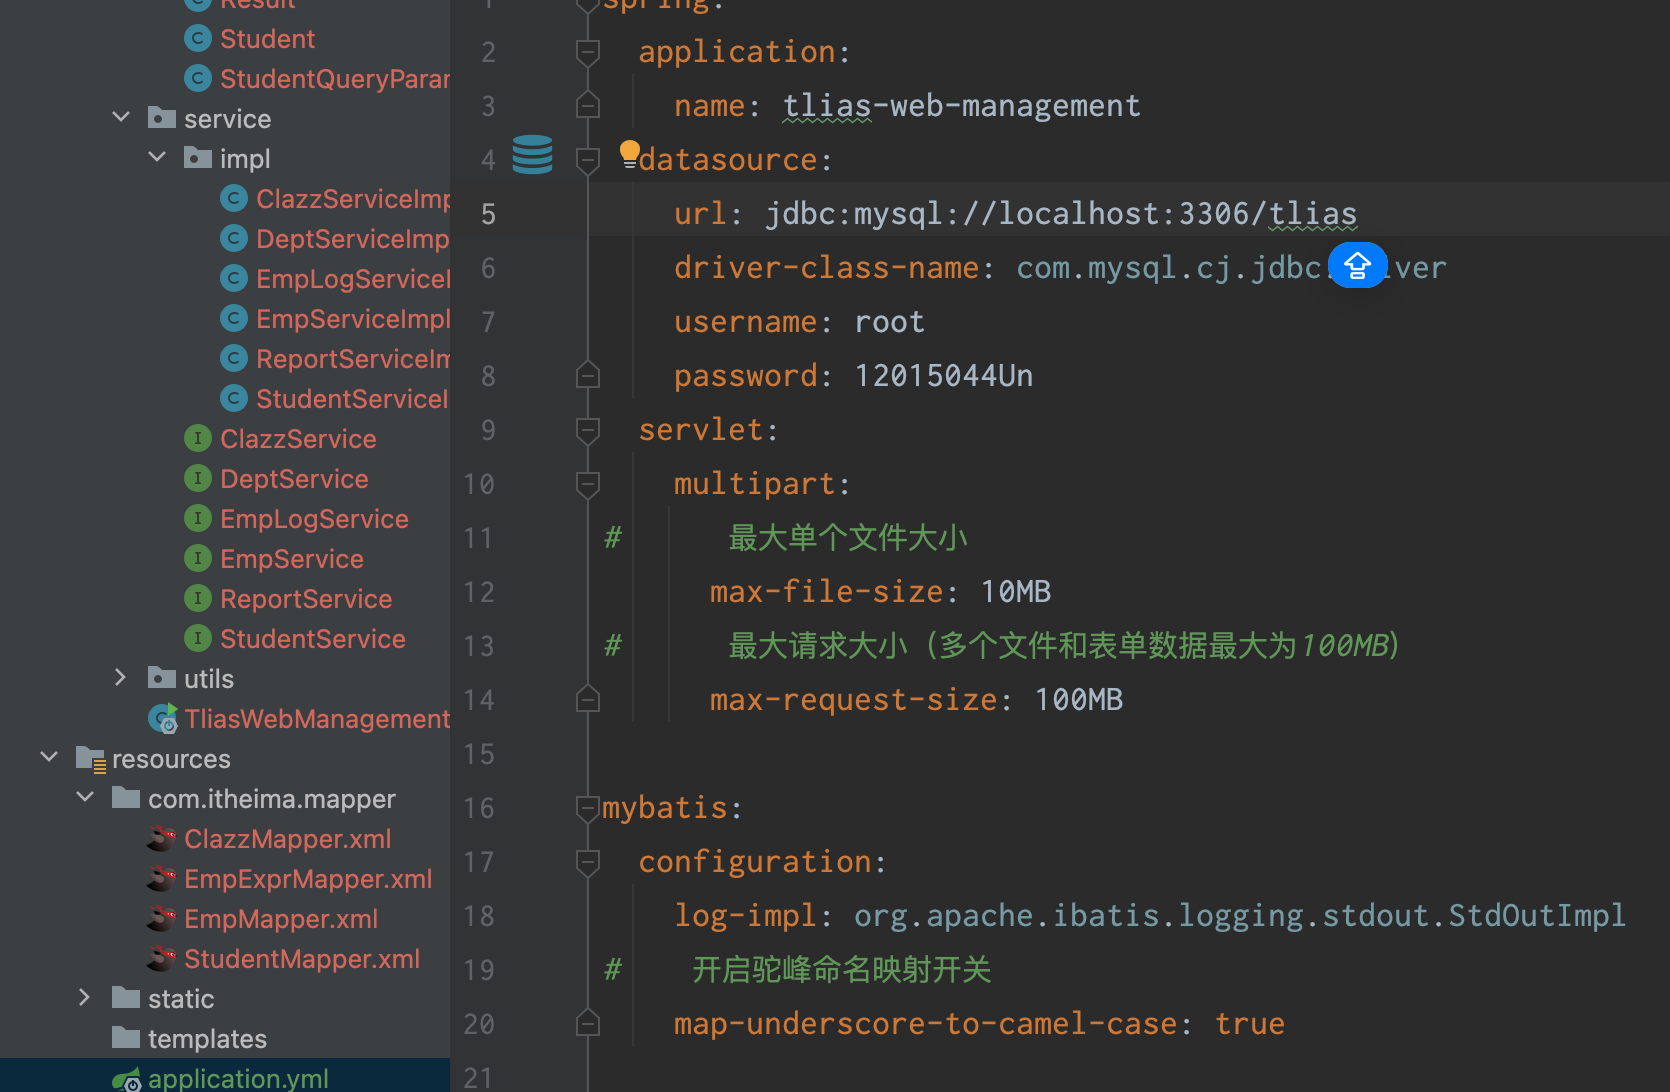 Result
Student
StudentQueryParar
service
impl
ClazzServiceImp
DeptServiceImp
EmpLogServiceI
EmpServiceImpl
ReportServiceIm
StudentServiceI
ClazzService
DeptService
EmpLogService
EmpService
ReportService
StudentService
utils
TliasWebManagement
resources
com.itheima.mapper
ClazzMapper.xml
EmpExprMapper.xml
EmpMapper.xml
StudentMapper.xml
static
templates
application.yml
1 spring:
2 application:
3 name: tlias-web-management
4 datasource:
5 url: jdbc:mysql://localhost:3306/tlias
6 driver-class-name: com.mysql.cj.jdbc. iver
7 username: root
8 password: 12015044Un
9 servlet:
10 multipart:
11 # 最大单个文件大小
12 max-file-size: 10MB
13 # 最大请求大小（多个文件和表单数据最大为100MB）
14 max-request-size: 100MB
15
16 mybatis:
17 configuration:
18 log-impl: org.apache.ibatis.logging.stdout.StdOutImpl
19 # 开启驼峰命名映射开关
20 map-underscore-to-camel-case: true
21